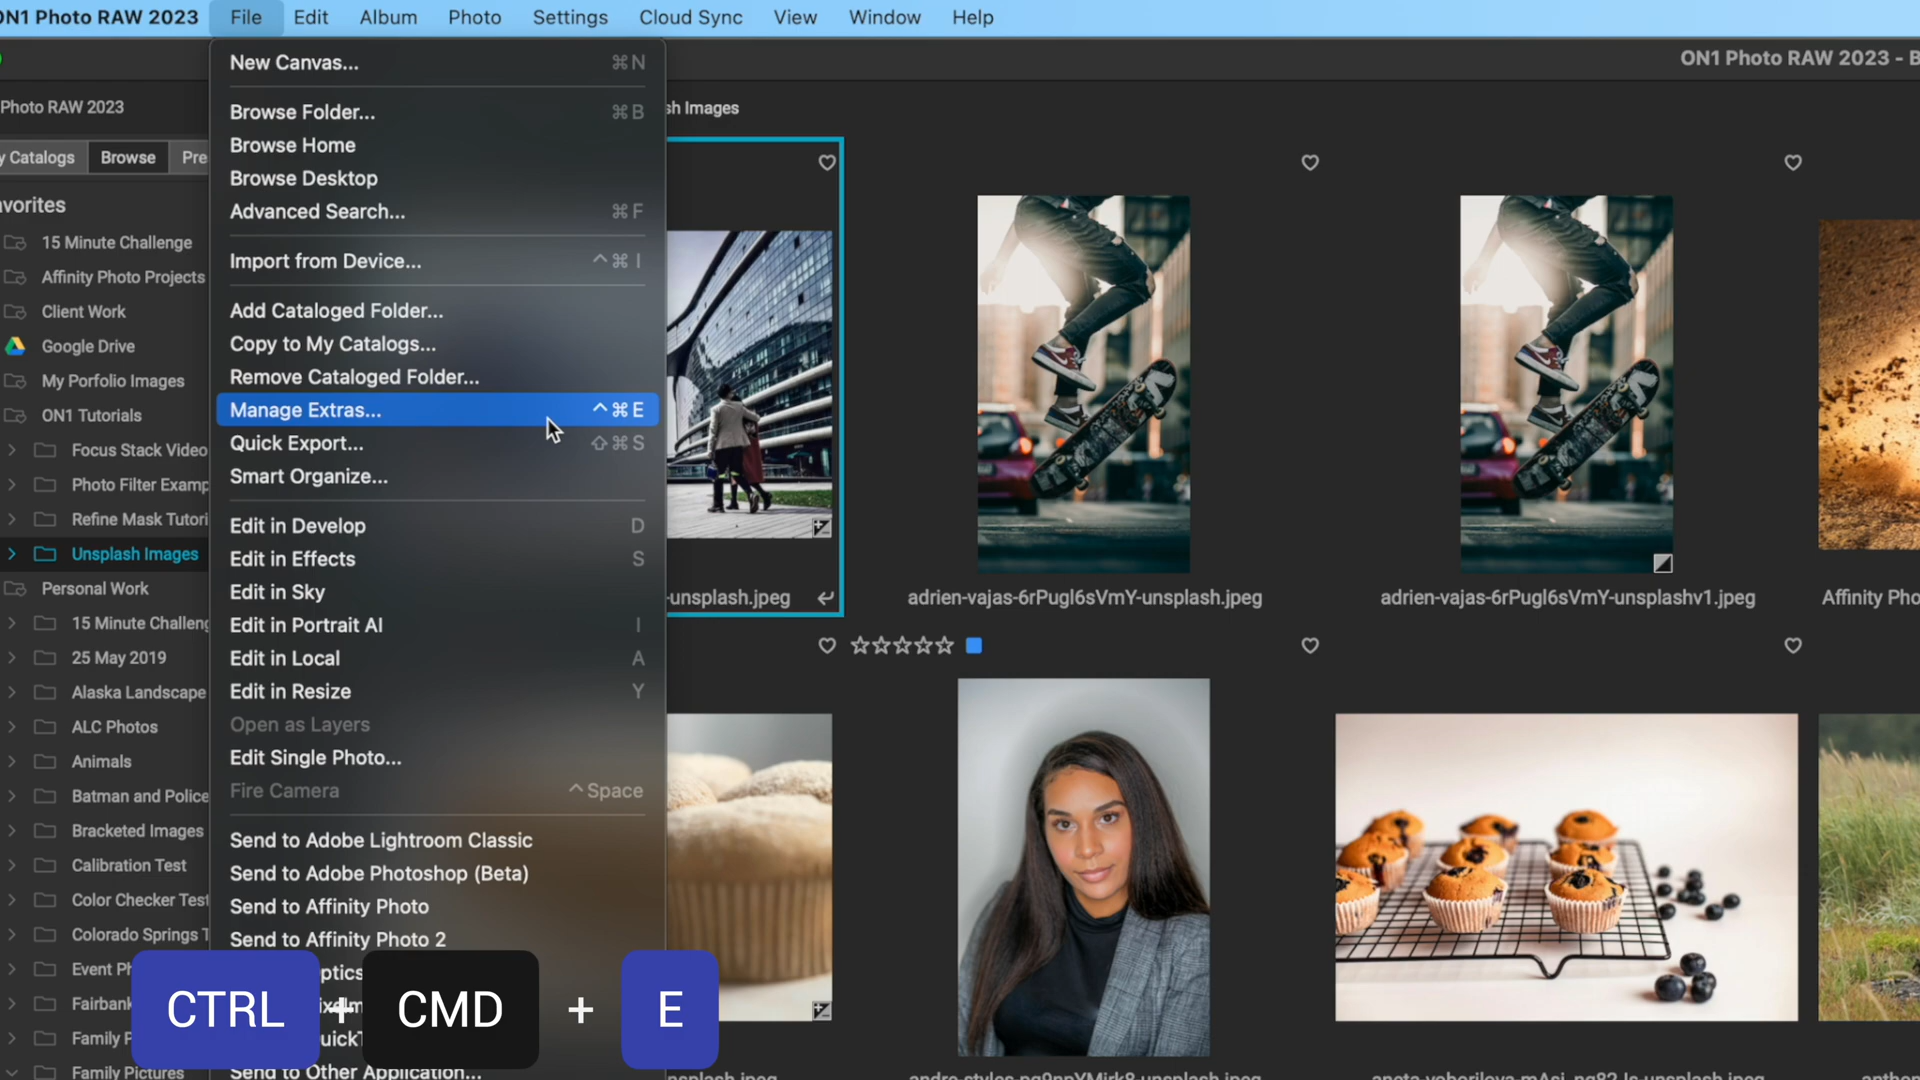 ON1 Photo RAW 2023 File Edit Album Photo Settings Cloud Sync View Window Help
ON1 Photo RAW 2023 - B
Photo RAW 2023
sh Images
y Catalogs Browse Pre
avorites
15 Minute Challenge
Affinity Photo Projects
Client Work
Google Drive
My Porfolio Images
ON1 Tutorials
Focus Stack Video
Photo Filter Examp
Refine Mask Tutori
Unsplash Images
Personal Work
15 Minute Challeng
25 May 2019
Alaska Landscape
ALC Photos
Animals
Batman and Police
Bracketed Images
Calibration Test
Color Checker Test
Colorado Springs T
Event Ph
Fairbank
Family P
Family Pictures
New Canvas... ⌘N
Browse Folder... ⌘B
Browse Home
Browse Desktop
Advanced Search... ⌘F
Import from Device... ^⌘I
Add Cataloged Folder...
Copy to My Catalogs...
Remove Cataloged Folder...
Manage Extras... ^⌘E
Quick Export... ⇧⌘S
Smart Organize...
Edit in Develop D
Edit in Effects S
Edit in Sky
Edit in Portrait AI I
Edit in Local A
Edit in Resize Y
Open as Layers
Edit Single Photo...
Fire Camera ^Space
Send to Adobe Lightroom Classic
Send to Adobe Photoshop (Beta)
Send to Affinity Photo
Send to Affinity Photo 2
ptics
Send to Other Application...
-unsplash.jpeg
adrien-vajas-6rPugl6sVmY-unsplash.jpeg
adrien-vajas-6rPugl6sVmY-unsplashv1.jpeg
Affinity Pho
CTRL + CMD + E